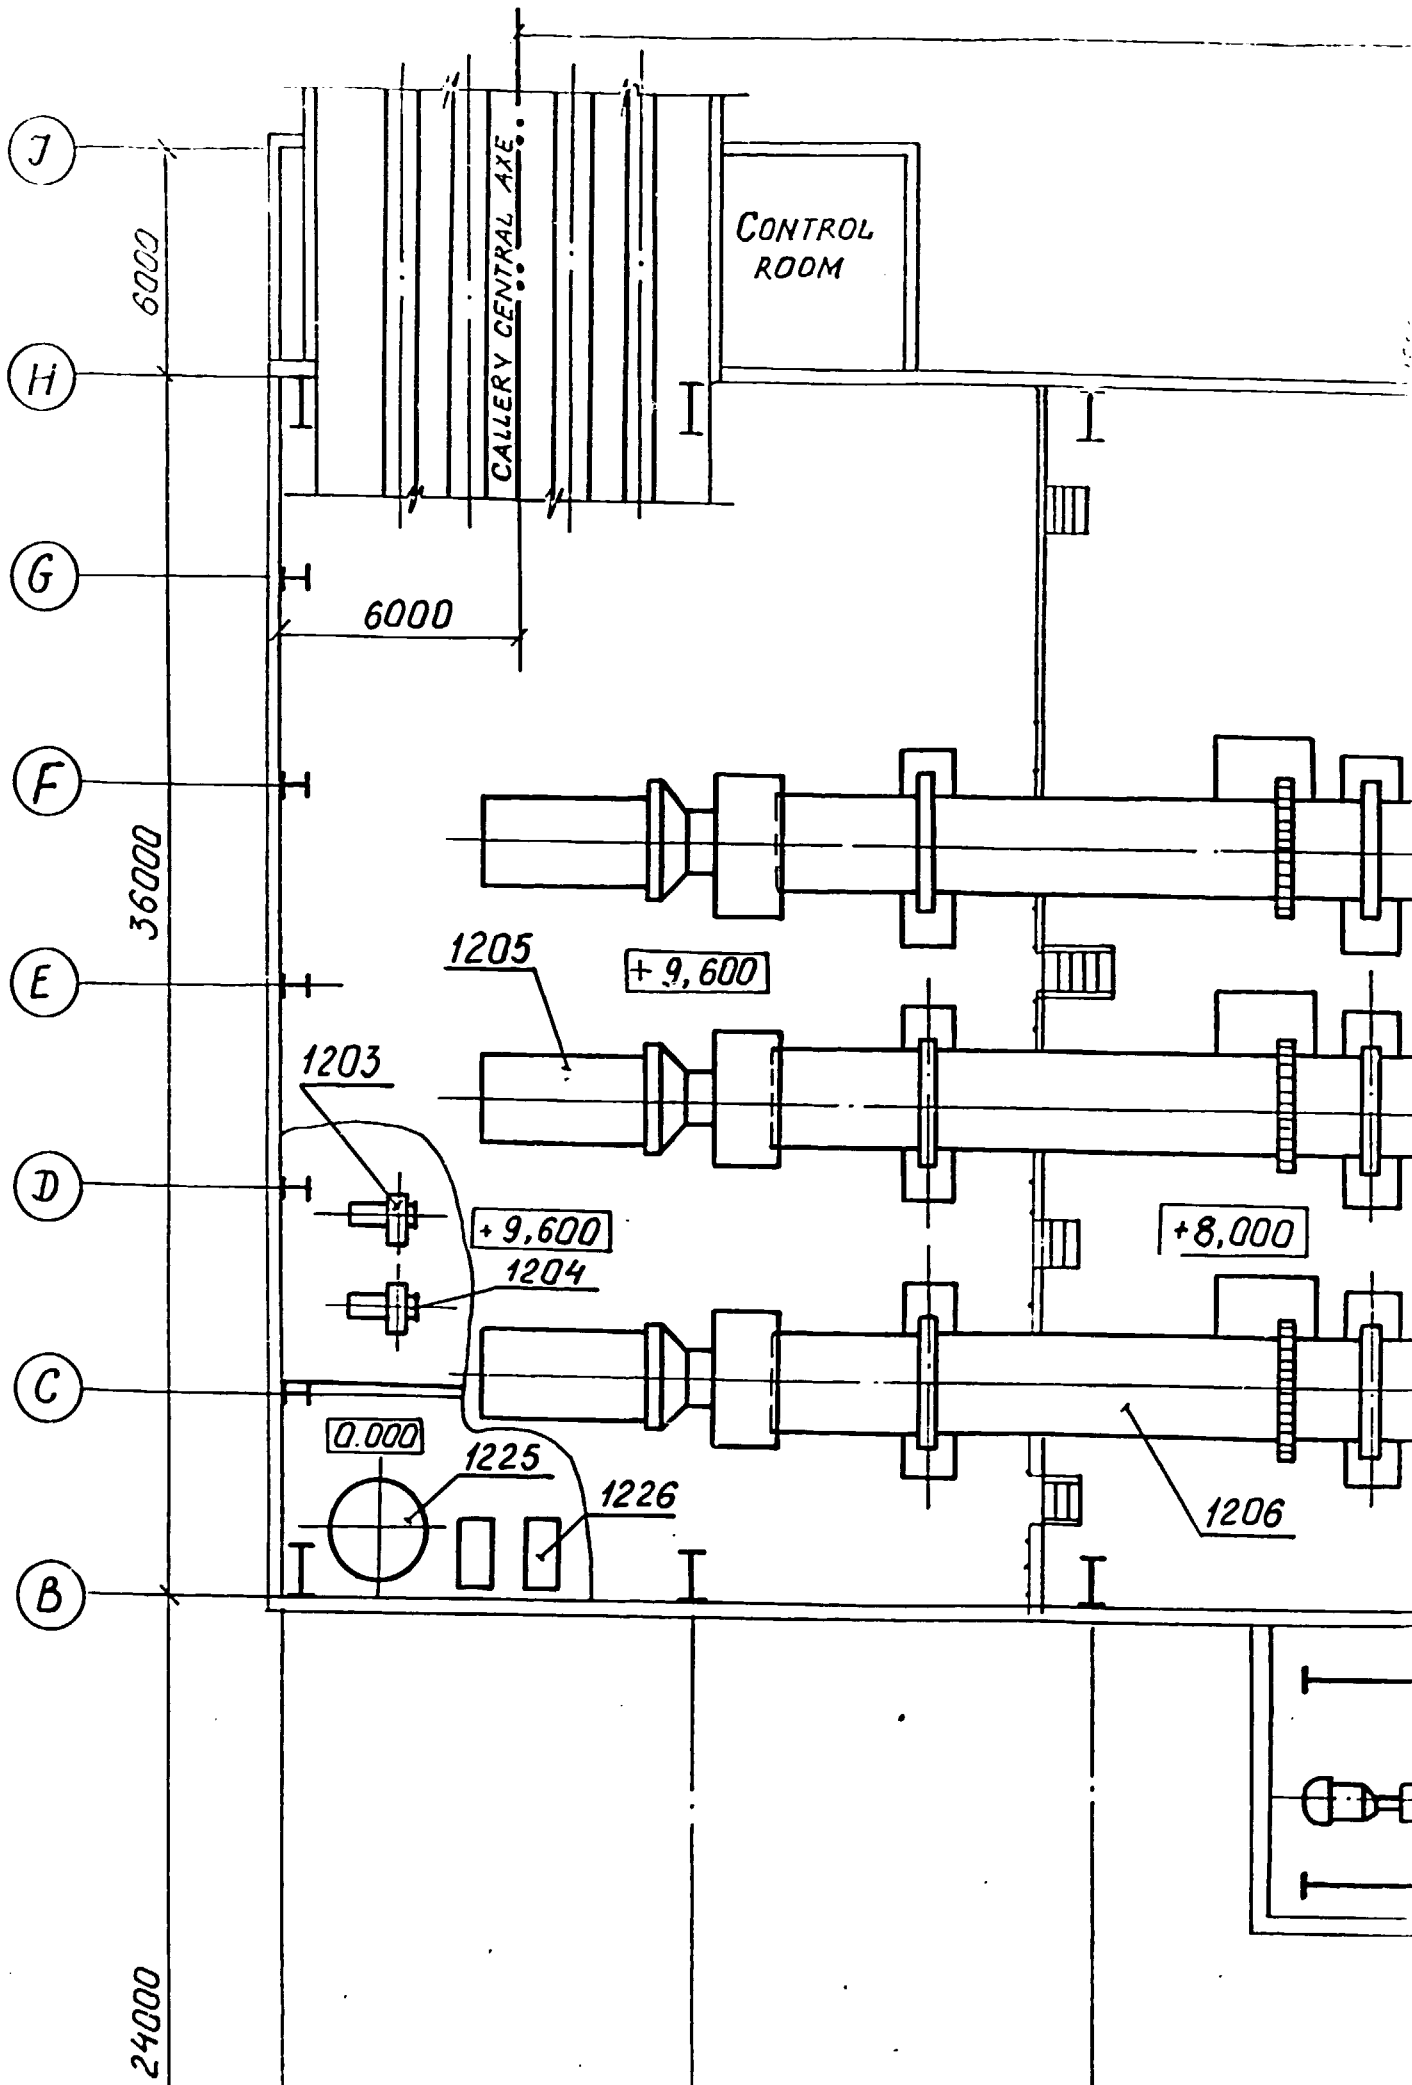 J
6000
CONTROL
ROOM
CALLERY CENTRAL AXE
H
G
6000
F
36000
1205
+9,600
E
1203
D
+9,600
+8,000
1204
C
0.000
1225
1226
1206
B
24000